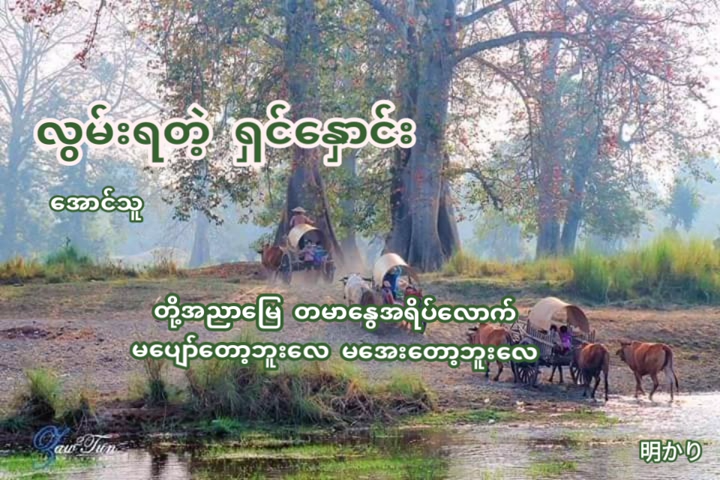 လွမ်းရတဲ့ ရှင်နှောင်း
အောင်သူ
တို့အညာမြေ တမာနွေအရိပ်လောက်
မပျော်တော့ဘူးလေ မအေးတော့ဘူးလေ
Zaw²Tun
明かり